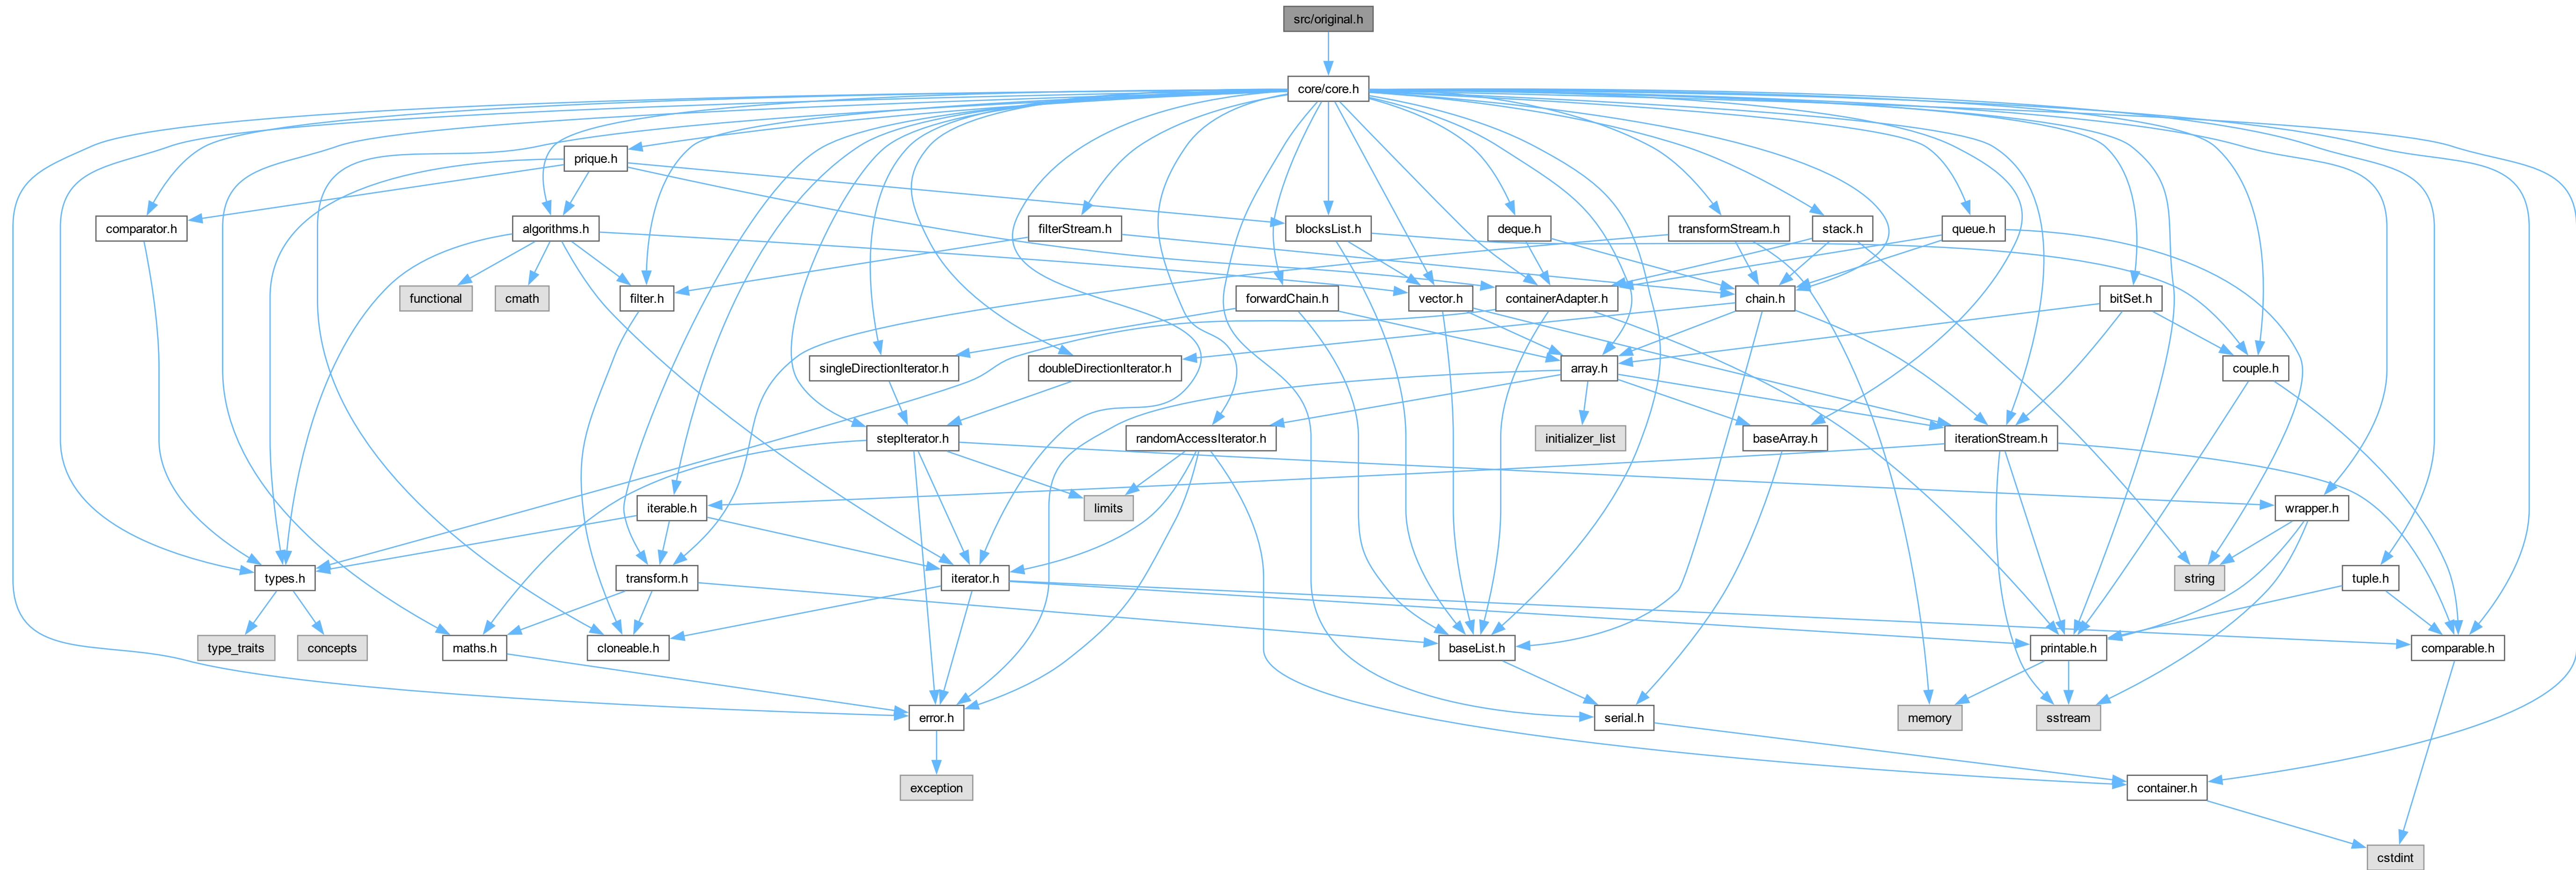 src/original.h
core/core.h
prique.h
comparator.h
algorithms.h
filterStream.h
blocksList.h
deque.h
transformStream.h
stack.h
queue.h
functional
cmath
filter.h
forwardChain.h
vector.h
containerAdapter.h
chain.h
bitSet.h
singleDirectionIterator.h
doubleDirectionIterator.h
array.h
couple.h
stepIterator.h
randomAccessIterator.h
initializer_list
baseArray.h
iterationStream.h
iterable.h
limits
wrapper.h
types.h
transform.h
iterator.h
string
tuple.h
type_traits
concepts
maths.h
cloneable.h
baseList.h
printable.h
comparable.h
error.h
serial.h
memory
sstream
exception
container.h
cstdint